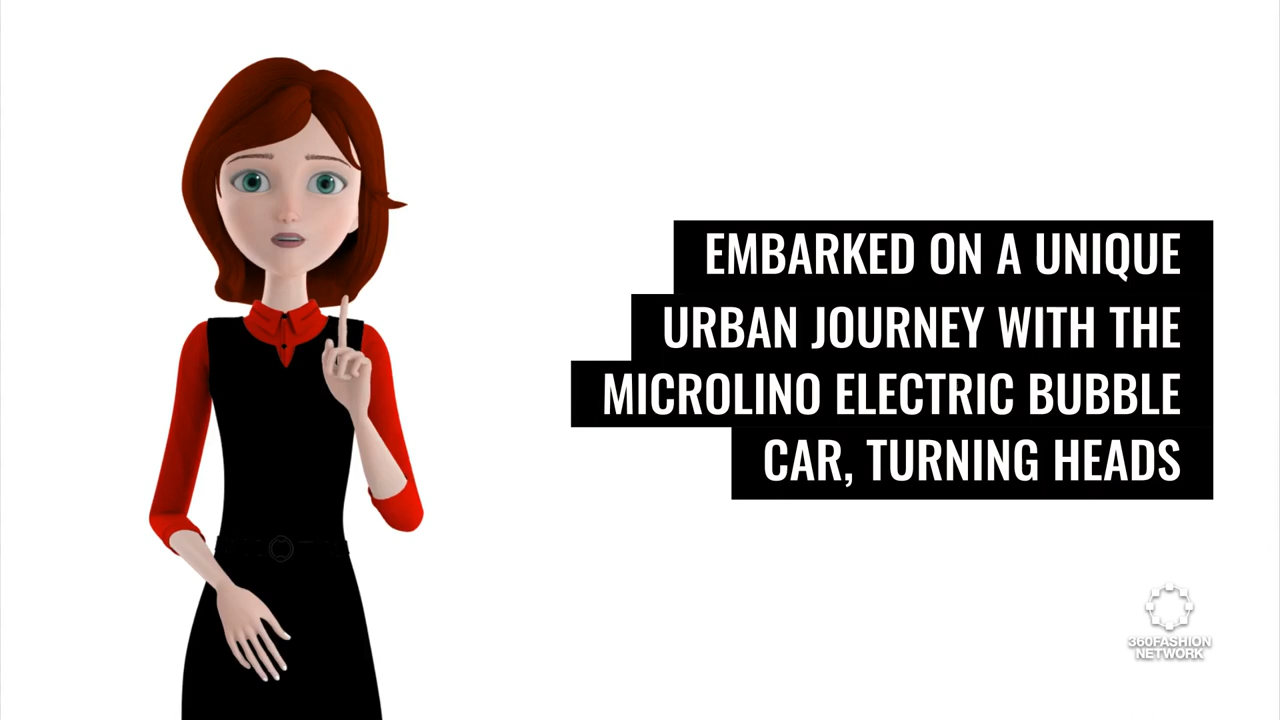 EMBARKED ON A UNIQUE
URBAN JOURNEY WITH THE
MICROLINO ELECTRIC BUBBLE
CAR, TURNING HEADS
360FASHION
NETWORK